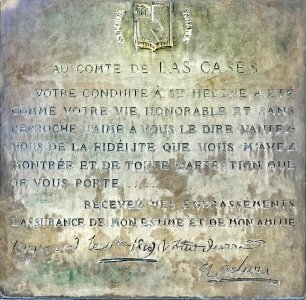 AU COMTE DE LAS CASES
VOTRE CONDUITE À STE HÉLÈNE A ÉTÉ
COMME VOTRE VIE, HONORABLE ET SANS
REPROCHE J'AIME À VOUS LE DIRE VANTEZ-
VOUS DE LA FIDÉLITÉ QUE VOUS M'AVEZ
MONTRÉE ET DE TOUTE L'AFFECTION QUE
JE VOUS PORTE .....
RECEVEZ MES EMBRASSEMENTS
L'ASSURANCE DE MON ESTIME ET DE MON AMITIÉ